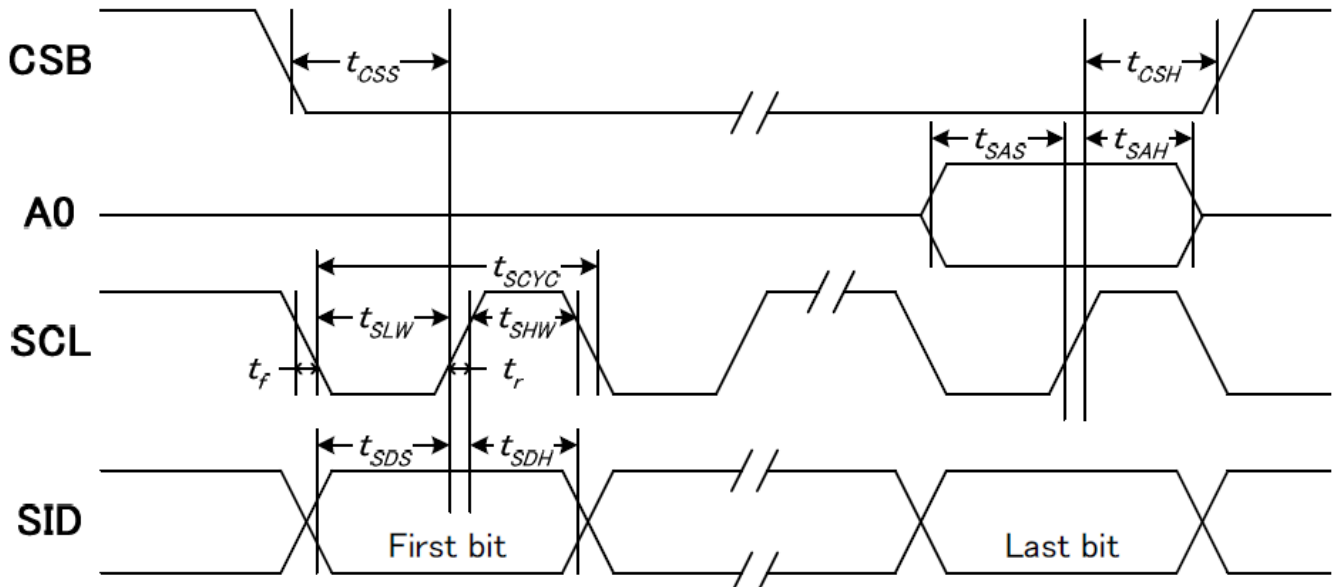 CSB
tCSS
tCSH
A0
tSAS
tSAH
SCL
tSCYC
tSLW
tSHW
tf
tr
SID
tSDS
tSDH
First bit
Last bit